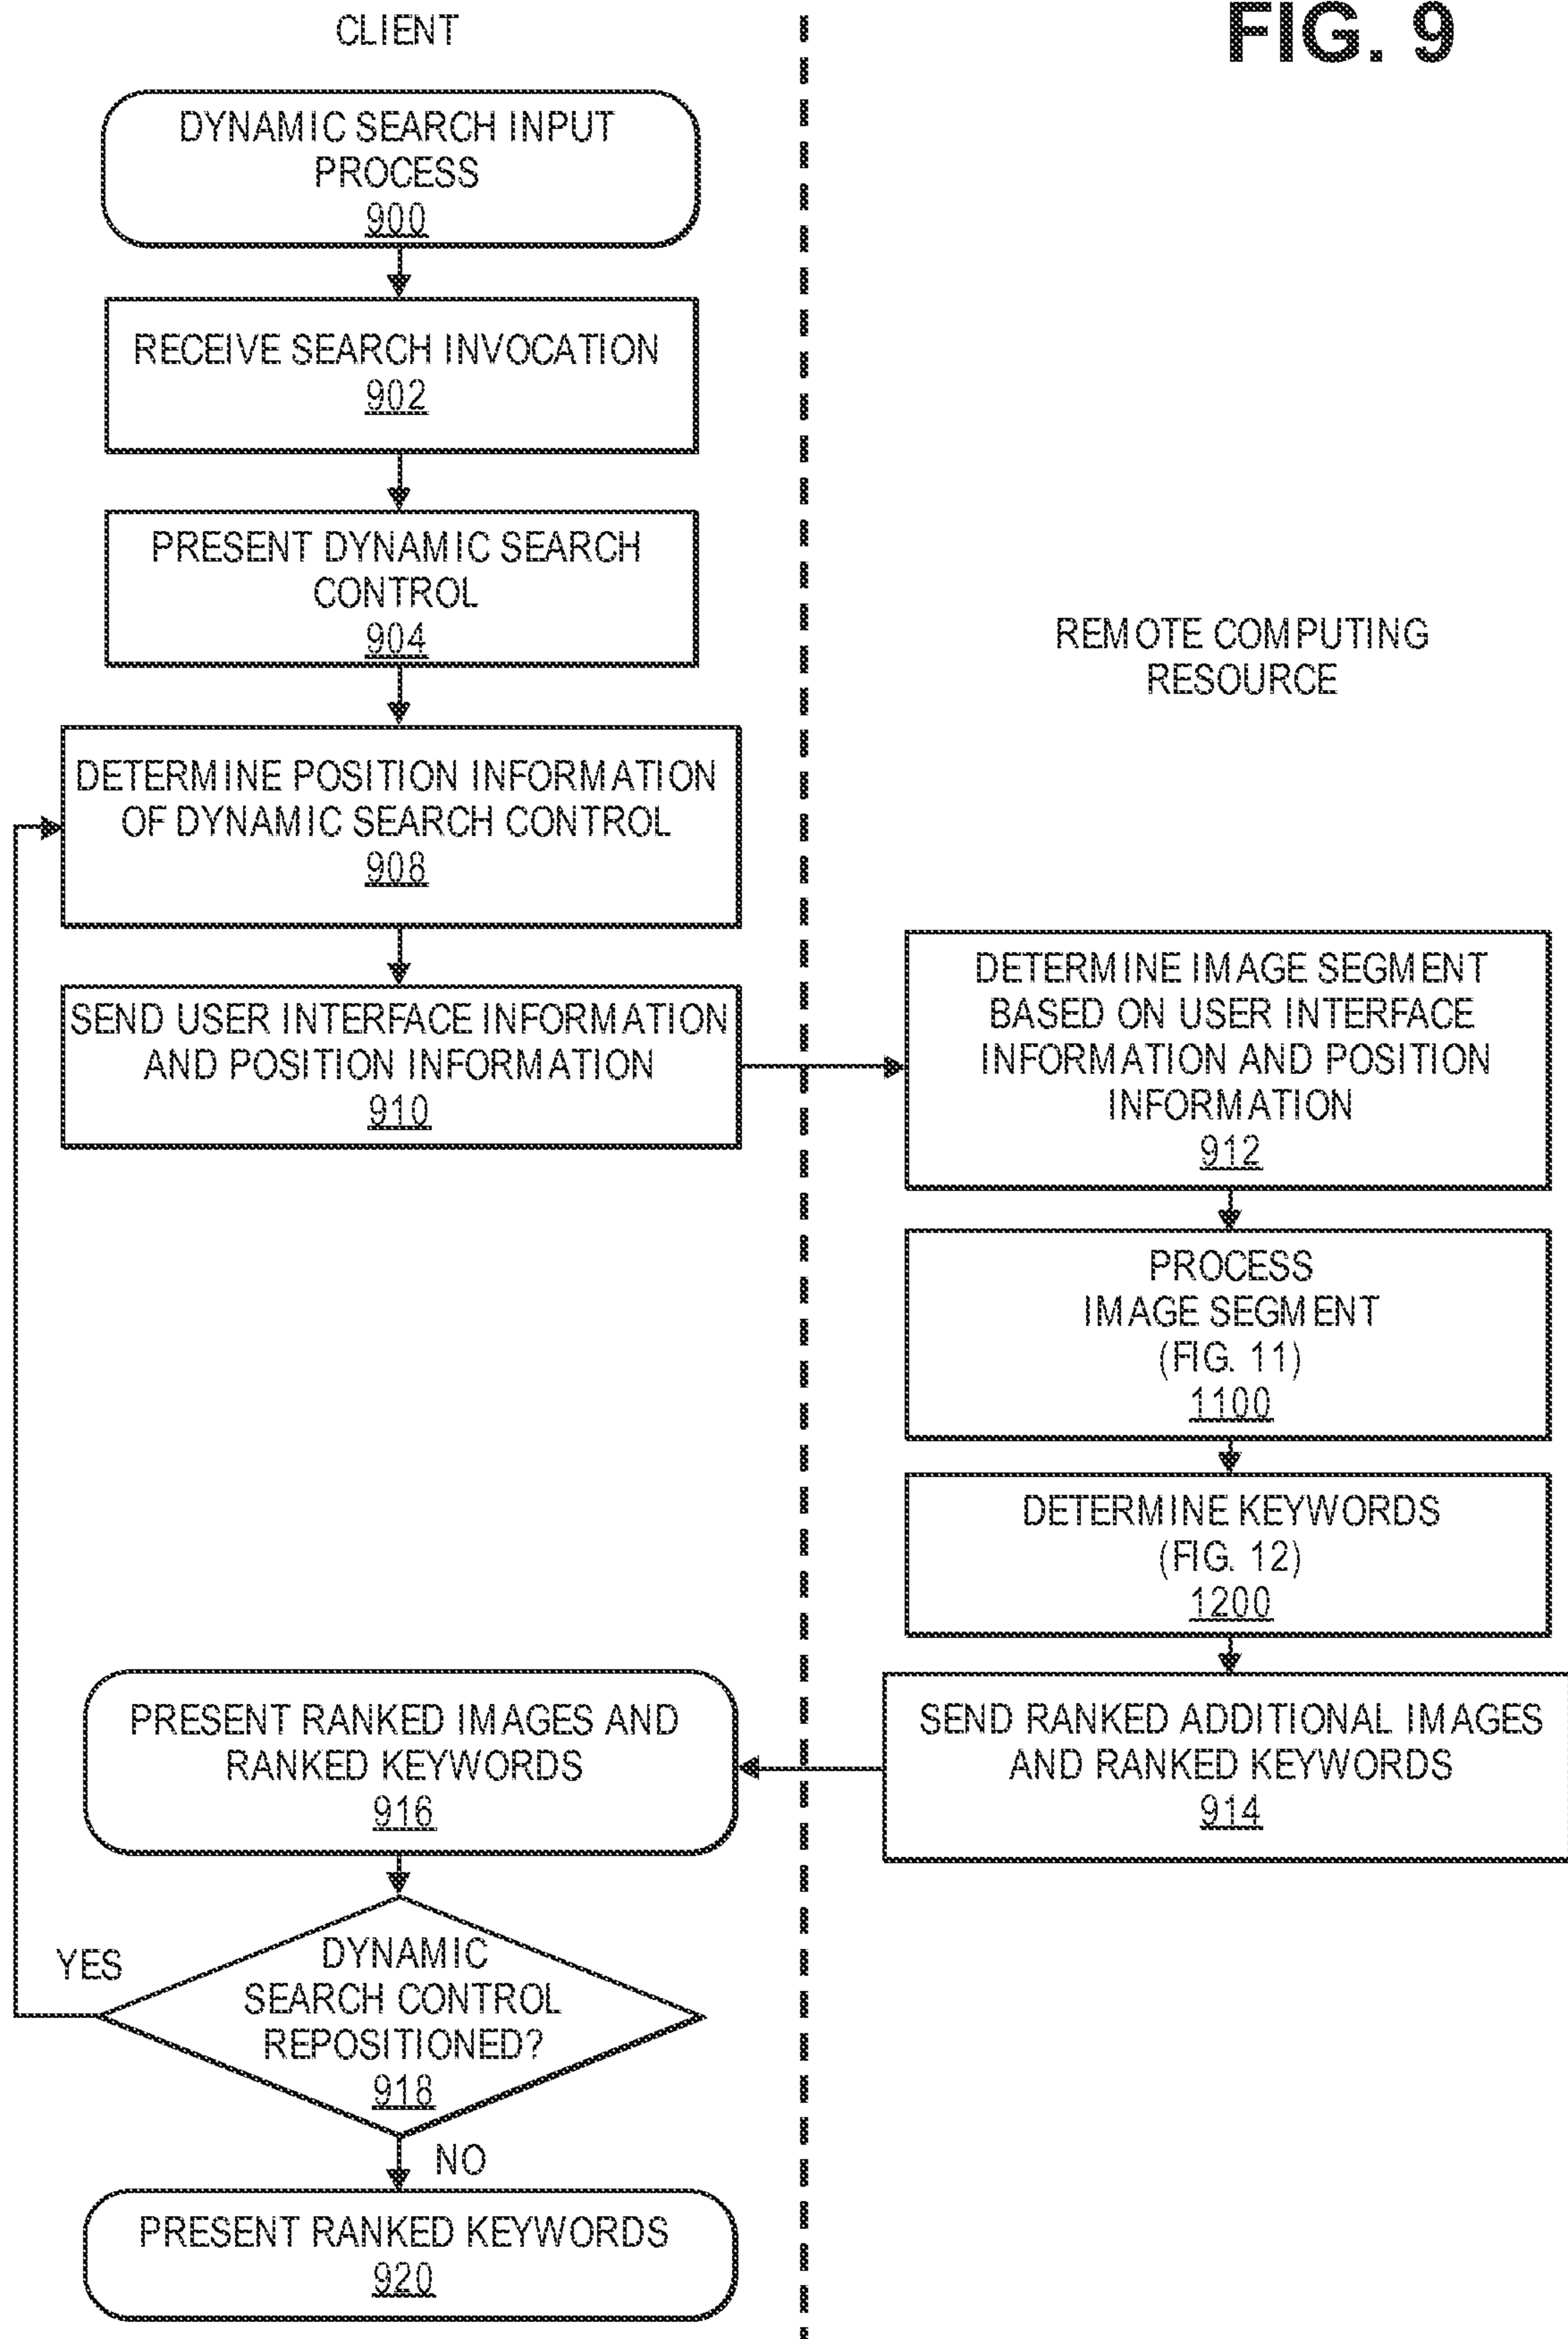 FIG. 9
CLIENT
DYNAMIC SEARCH INPUT
PROCESS
900
RECEIVE SEARCH INVOCATION
902
PRESENT DYNAMIC SEARCH
CONTROL
904
REMOTE COMPUTING
RESOURCE
DETERMINE POSITION INFORMATION
OF DYNAMIC SEARCH CONTROL
908
SEND USER INTERFACE INFORMATION
AND POSITION INFORMATION
910
DETERMINE IMAGE SEGMENT
BASED ON USER INTERFACE
INFORMATION AND POSITION
INFORMATION
912
PROCESS
IMAGE SEGMENT
(FIG. 11)
1100
DETERMINE KEYWORDS
(FIG. 12)
1200
SEND RANKED ADDITIONAL IMAGES
AND RANKED KEYWORDS
914
PRESENT RANKED IMAGES AND
RANKED KEYWORDS
916
YES
DYNAMIC
SEARCH CONTROL
REPOSITIONED?
918
NO
PRESENT RANKED KEYWORDS
920